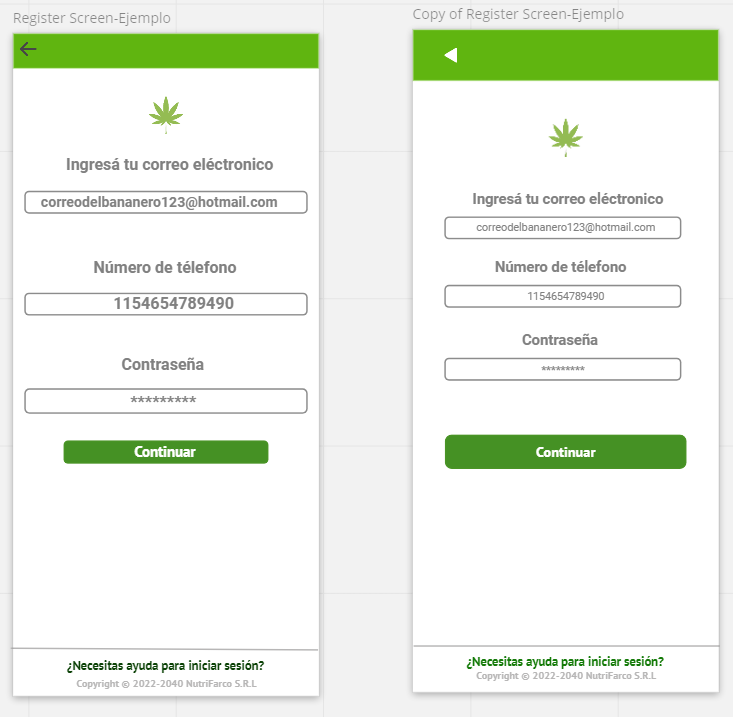 Register Screen-Ejemplo
Ingresá tu correo eléctronico
correodelbananero123@hotmail.com
Número de télefono
1154654789490
Contraseña
*********
Continuar
¿Necesitas ayuda para iniciar sesión?
Copyright © 2022-2040 NutriFarco S.R.L
Copy of Register Screen-Ejemplo
Ingresá tu correo eléctronico
correodelbananero123@hotmail.com
Número de télefono
1154654789490
Contraseña
*********
Continuar
¿Necesitas ayuda para iniciar sesión?
Copyright © 2022-2040 NutriFarco S.R.L